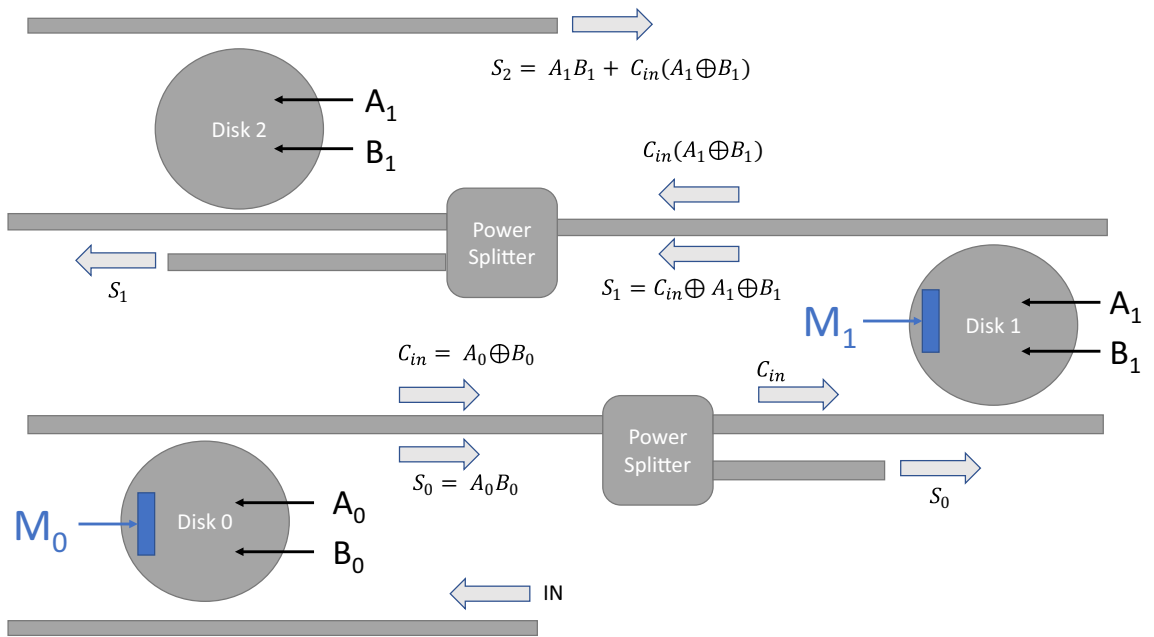 S₂ = A₁B₁ + C_in(A₁⊕B₁)
A₁
Disk 2
B₁
C_in(A₁⊕B₁)
Power
Splitter
S₁
S₁ = C_in⊕ A₁⊕B₁
A₁
M₁
Disk 1
B₁
C_in = A₀⊕B₀
C_in
Power
Splitter
S₀ = A₀B₀
S₀
A₀
M₀
Disk 0
B₀
IN